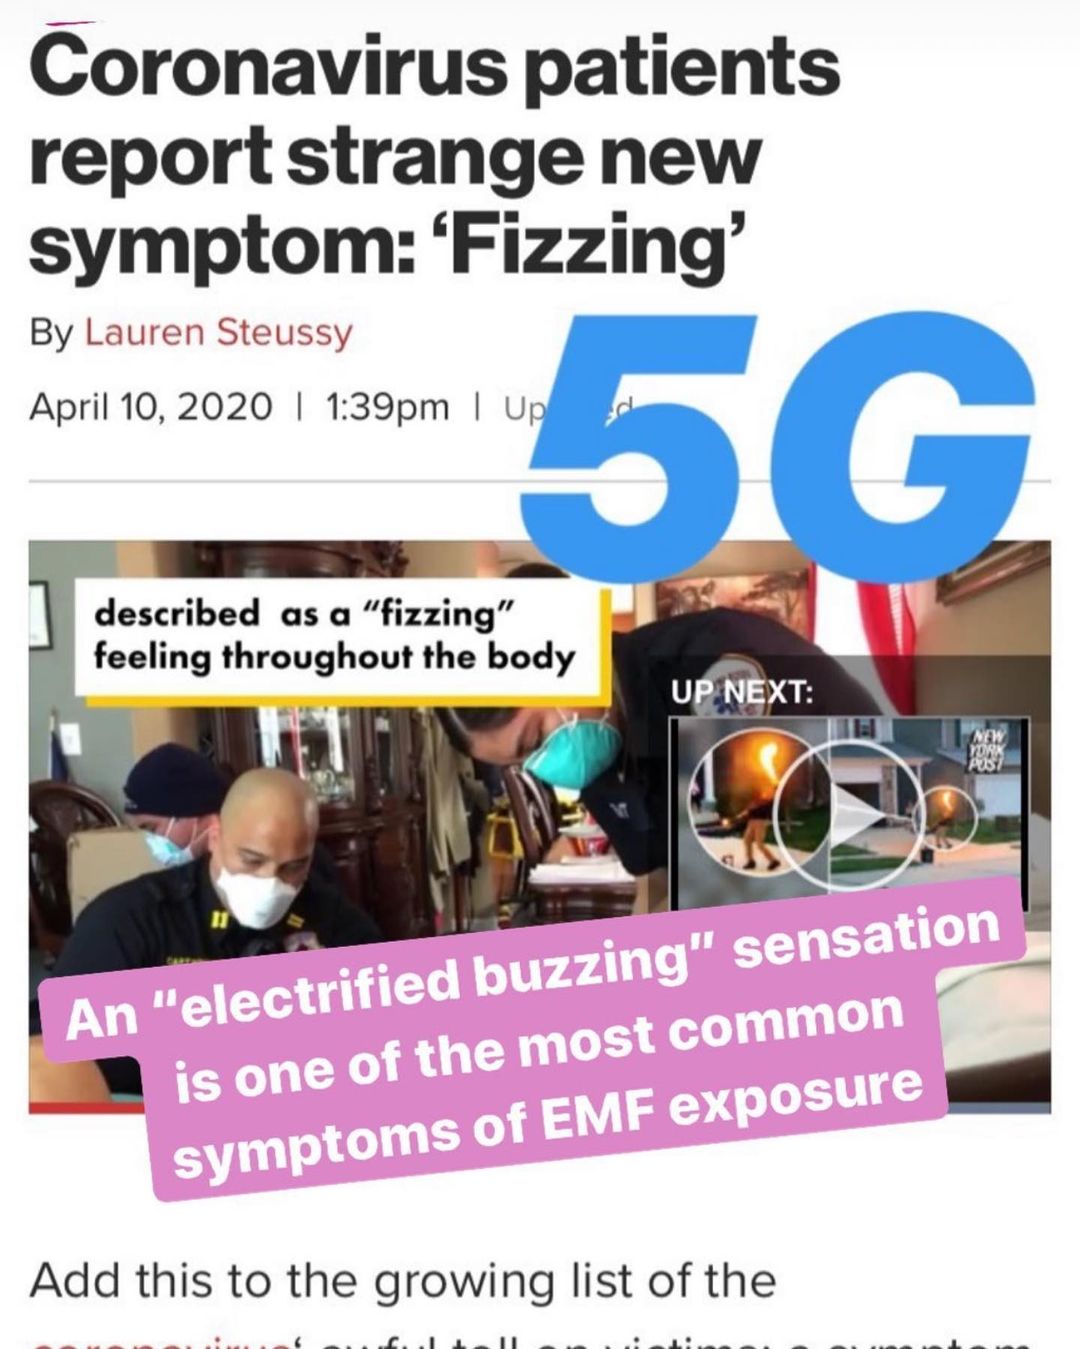 Coronavirus patients
report strange new
symptom: ‘Fizzing’
By Lauren Steussy
April 10, 2020 | 1:39pm | Up ed
5G
described as a “fizzing”
feeling throughout the body
UP NEXT:
NEW
YORK
POST
An "electrified buzzing" sensation
is one of the most common
symptoms of EMF exposure
Add this to the growing list of the